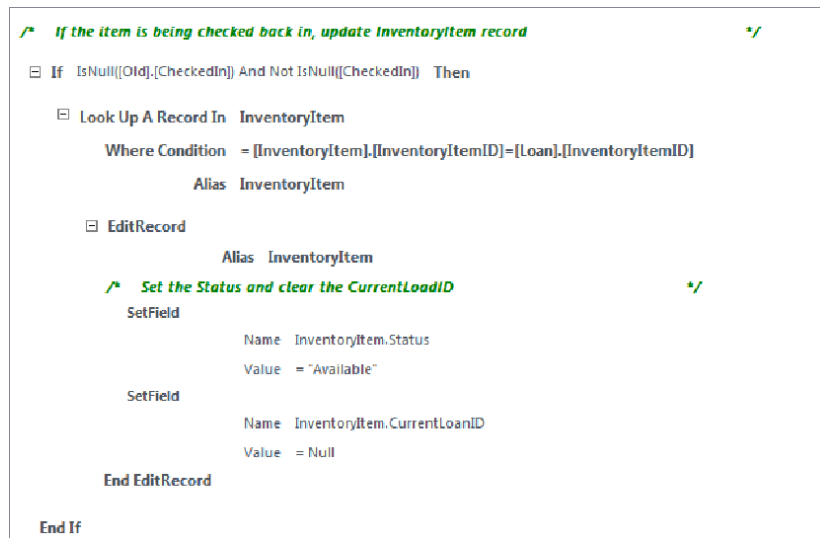 /* If the item is being checked back in, update InventoryItem record */
If IsNull([Old].[CheckedIn]) And Not IsNull([CheckedIn]) Then
Look Up A Record In InventoryItem
Where Condition = [InventoryItem].[InventoryItemID]=[Loan].[InventoryItemID]
Alias InventoryItem
EditRecord
Alias InventoryItem
/* Set the Status and clear the CurrentLoadID */
SetField
Name InventoryItem.Status
Value = "Available"
SetField
Name InventoryItem.CurrentLoanID
Value = Null
End EditRecord
End If